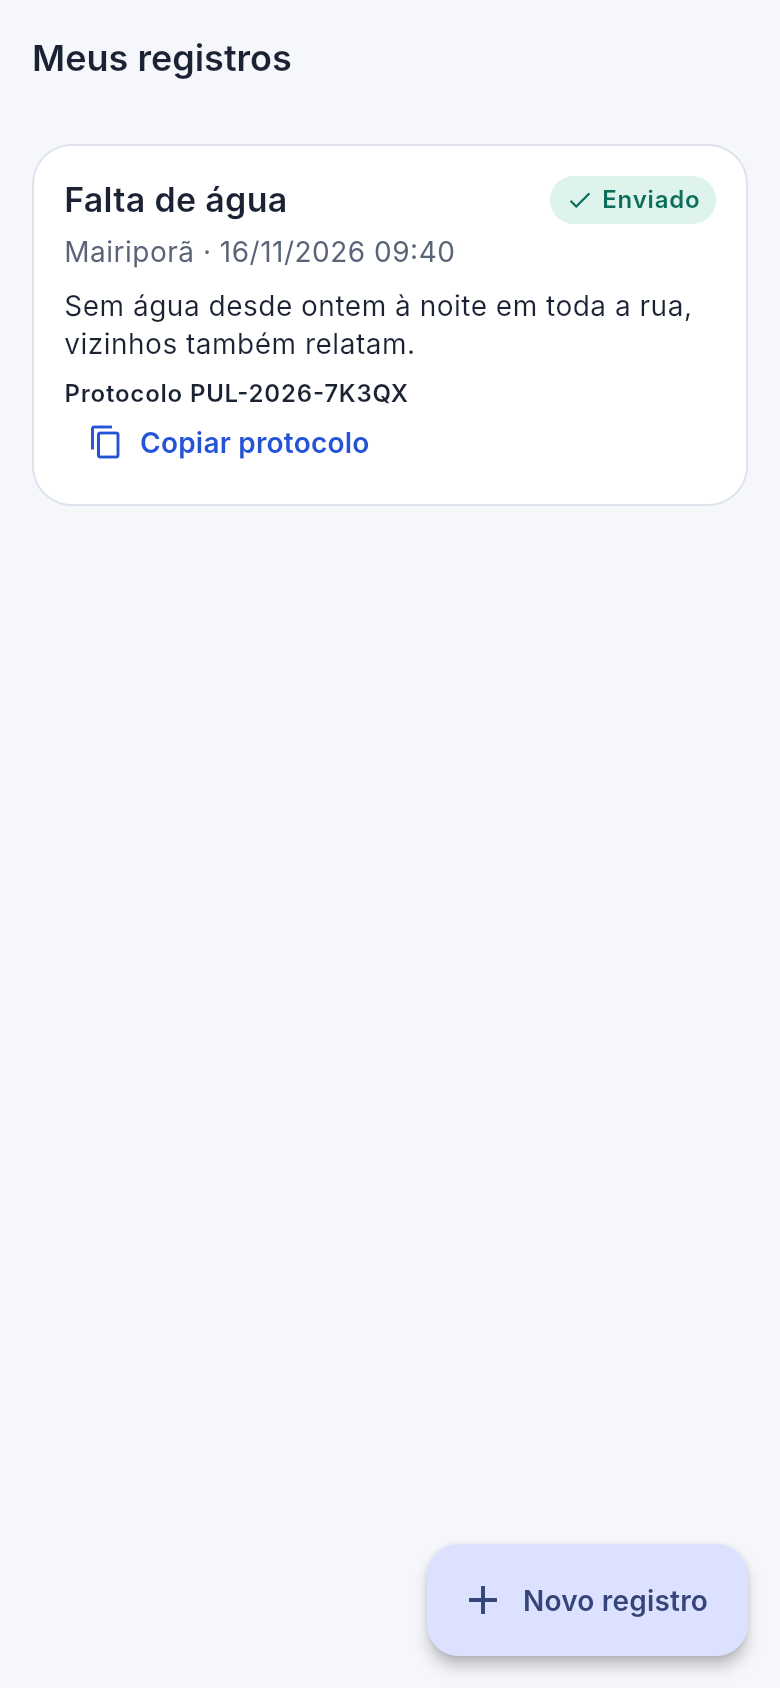 Meus registros
Falta de água
Enviado
Mairiporã · 16/11/2026 09:40
Sem água desde ontem à noite em toda a rua,
vizinhos também relatam.
Protocolo PUL-2026-7K3QX
Copiar protocolo
Novo registro